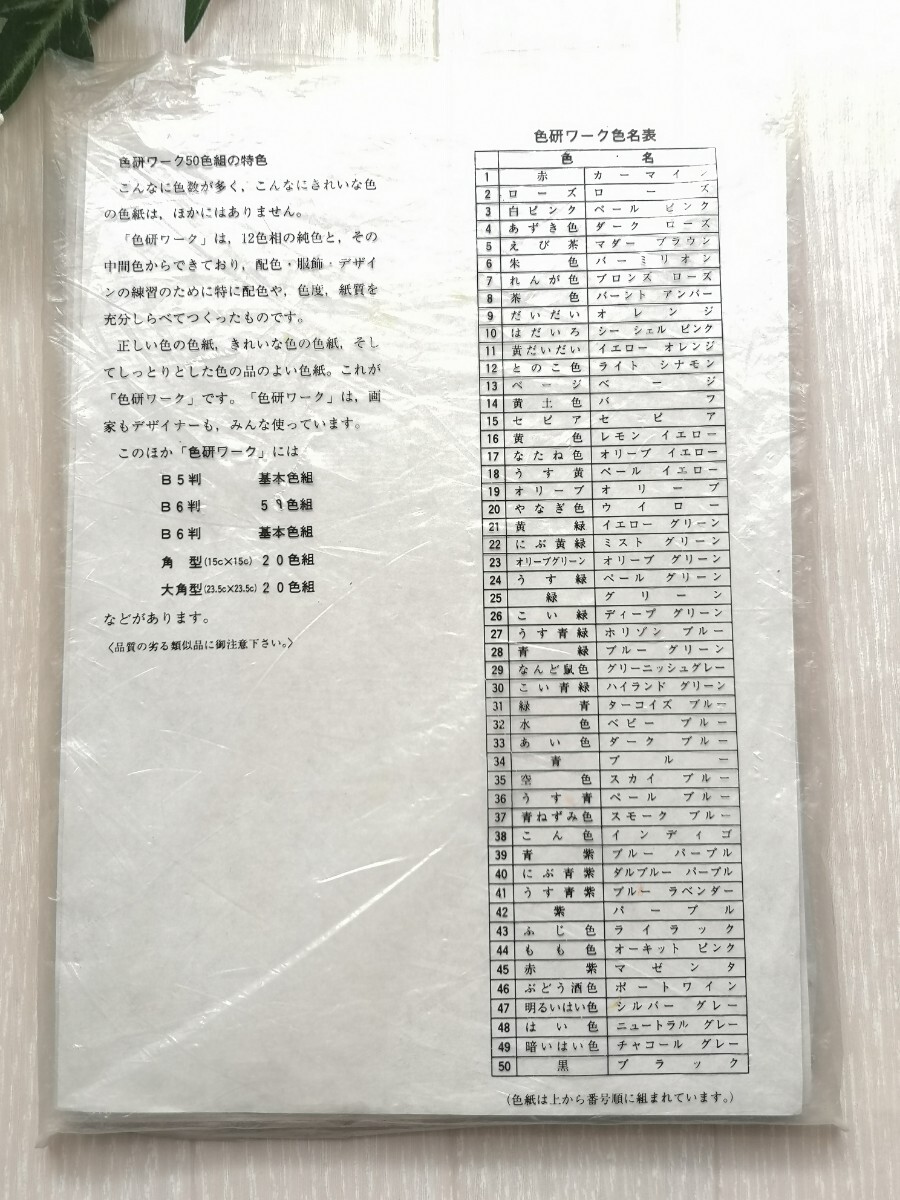 色研ワーク50色組の特色
こんなに色数が多く，こんなにきれいな色
の色紙は，ほかにはありません。
「色研ワーク」は，12色相の純色と，その
中間色からできており，配色・服飾・デザイ
ンの練習のために特に配色や，色度，紙質を
充分しらべてつくったものです。
正しい色の色紙，きれいな色の色紙，そし
てしっとりとした色の品のよい色紙。これが
「色研ワーク」です。「色研ワーク」は，画
家もデザイナーも，みんな使っています。
このほか「色研ワーク」には
B5判 基本色組
B6判 50色組
B6判 基本色組
角 型(15c×15c) 20色組
大角型(23.5c×23.5c) 20色組
などがあります。
〈品質の劣る類似品に御注意下さい。〉
色研ワーク色名表
色 名
1 赤 カーマイン
2 ローズ ローズ
3 白ピンク ペール ピンク
4 あずき色 ダーク ローズ
5 えび茶 マダー ブラウン
6 朱色 バーミリオン
7 れんが色 ブロンズ ローズ
8 茶色 バーント アンバー
9 だいだい オレンジ
10 はだいろ シー シェル ピンク
11 黄だいだい イエロー オレンジ
12 とのこ色 ライト シナモン
13 ベージ ベージ
14 黄土色 バフ
15 セピア セピア
16 黄色 レモン イエロー
17 なたね色 オリーブ イエロー
18 うす黄 ペール イエロー
19 オリーブ オリーブ
20 やなぎ色 ウイロー
21 黄緑 イエロー グリーン
22 にぶ黄緑 ミスト グリーン
23 オリーブグリーン オリーブ グリーン
24 うす緑 ペール グリーン
25 緑 グリーン
26 こい緑 ディープ グリーン
27 うす青緑 ホリゾン ブルー
28 青緑 ブルー グリーン
29 なんど鼠色 グリーニッシュグレー
30 こい青緑 ハイランド グリーン
31 緑青 ターコイズ ブルー
32 水色 ベビー ブルー
33 あい色 ダーク ブルー
34 青 ブルー
35 空色 スカイ ブルー
36 うす青 ペール ブルー
37 青ねずみ色 スモーク ブルー
38 こん色 インディゴ
39 青紫 ブルー パープル
40 にぶ青紫 ダルブルー パープル
41 うす青紫 ブルー ラベンダー
42 紫 パープル
43 ふじ色 ライラック
44 もも色 オーキット ピンク
45 赤紫 マゼンタ
46 ぶどう酒色 ポートワイン
47 明るいはい色 シルバー グレー
48 はい色 ニュートラル グレー
49 暗いはい色 チャコール グレー
50 黒 ブラック
(色紙は上から番号順に組まれています。)